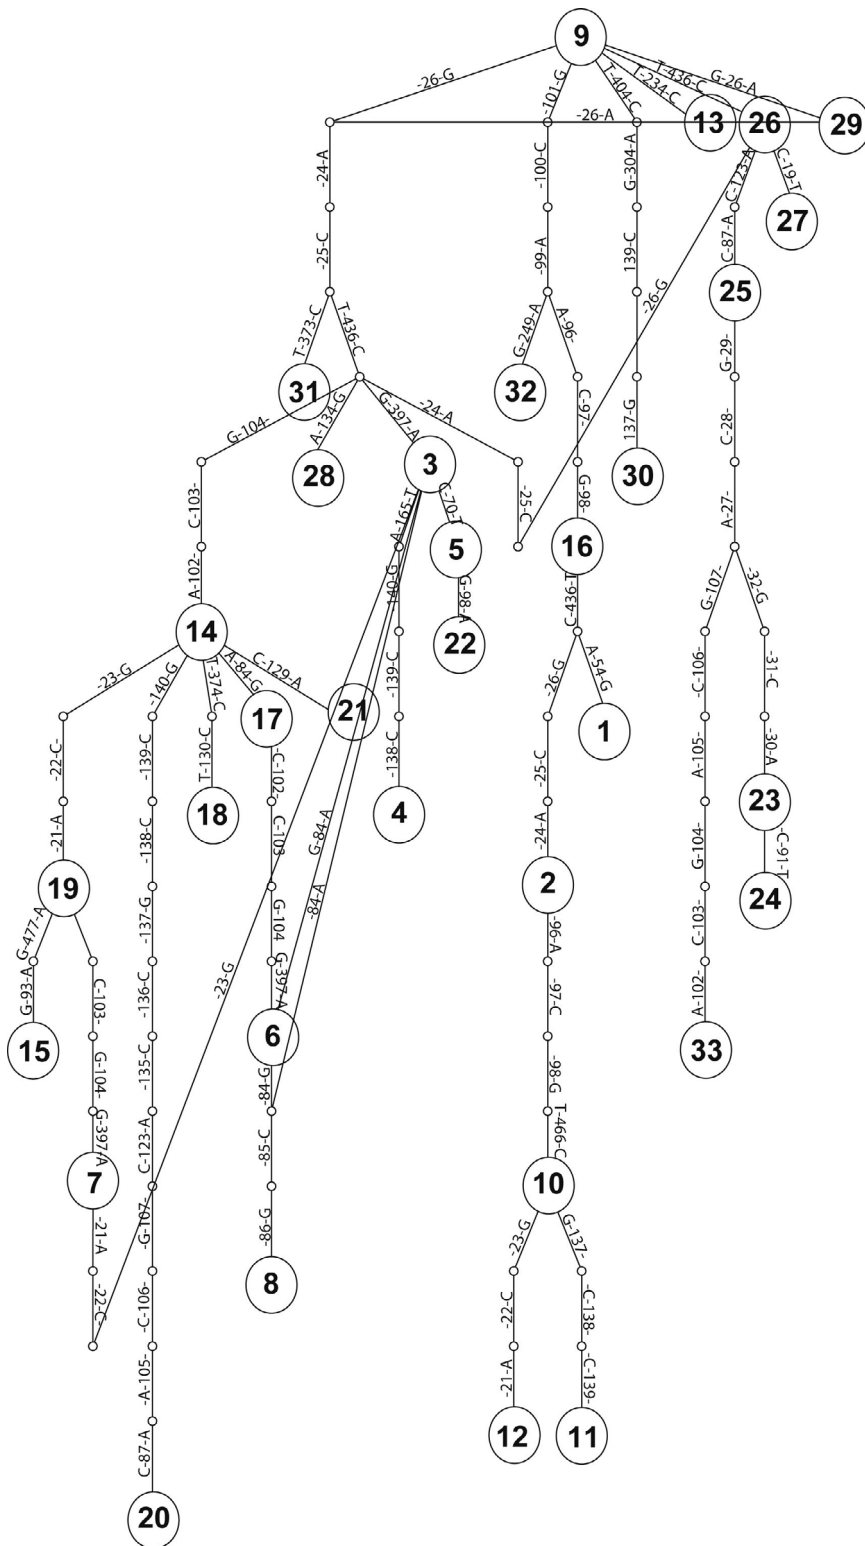 9
-26-G
-101-G
T-404-C
T-234-C
T-436-C
G-26-A
-26-A
13
26
29
-24-A
-100-C
G-304-A
C-123-A
C-19-T
27
-25-C
-99-A
139-C
C-87-A
25
-26-G
T-373-C
T-436-C
G-249-A
A-96-
G-29-
31
32
G-104-
A-134-G
G-397-A
-24-A
C-97-
137-G
C-28-
28
3
30
C-103-
A-165-T
C-70-T
-25-C
G-98-
A-27-
5
16
A-102-
140-G
G-98-A
C-436-T
G-107-
-32-G
14
22
-23-G
-140-G
T-374-C
A-84-G
C-129-A
-139-C
-26-G
A-54-G
-C-106-
-31-C
17
21
1
-22-C-
-139-C
T-130-C
-C-102-
-138-C
-25-C
A-105-
-30-A
18
4
23
-21-A
-138-C
C-103
G-84-A
-24-A
G-104-
-C-91-T
19
-84-A
2
24
G-477-A
-137-G
G-104
-96-A
C-103-
G-93-A
C-103-
-136-C
G-397-A
-23-G
-97-C
A-102-
15
6
33
G-104-
-135-C
-84-G
-98-G
G-397-A
C-123-A
-85-C
T-466-C
7
10
-21-A
-G-107-
-86-G
-23-G
G-137-
8
-22-C-
-C-106-
-22-C
-C-138-
-A-105-
-21-A
-C-139-
12
11
C-87-A
20